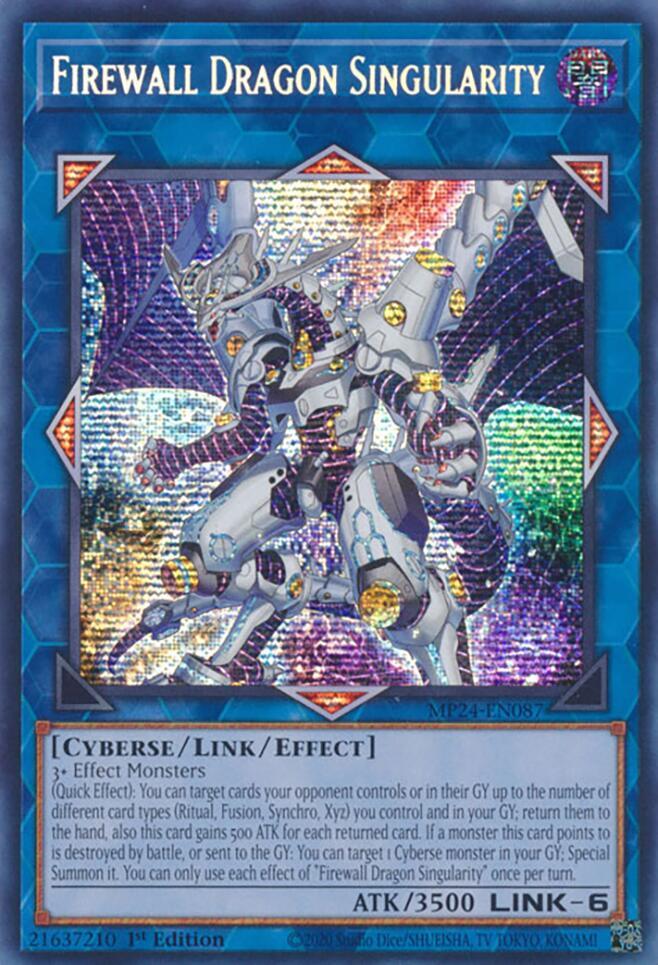 FIREWALL DRAGON SINGULARITY
MP24-EN087
[CYBERSE/LINK/EFFECT]
3+ Effect Monsters
(Quick Effect): You can target cards your opponent controls or in their GY up to the number of
different card types (Ritual, Fusion, Synchro, Xyz) you control and in your GY; return them to
the hand, also this card gains 500 ATK for each returned card. If a monster this card points to
is destroyed by battle, or sent to the GY: You can target 1 Cyberse monster in your GY; Special
Summon it. You can only use each effect of "Firewall Dragon Singularity" once per turn.
ATK/3500 LINK-6
21637210 1st Edition ©2020 Studio Dice/SHUEISHA, TV TOKYO, KONAMI